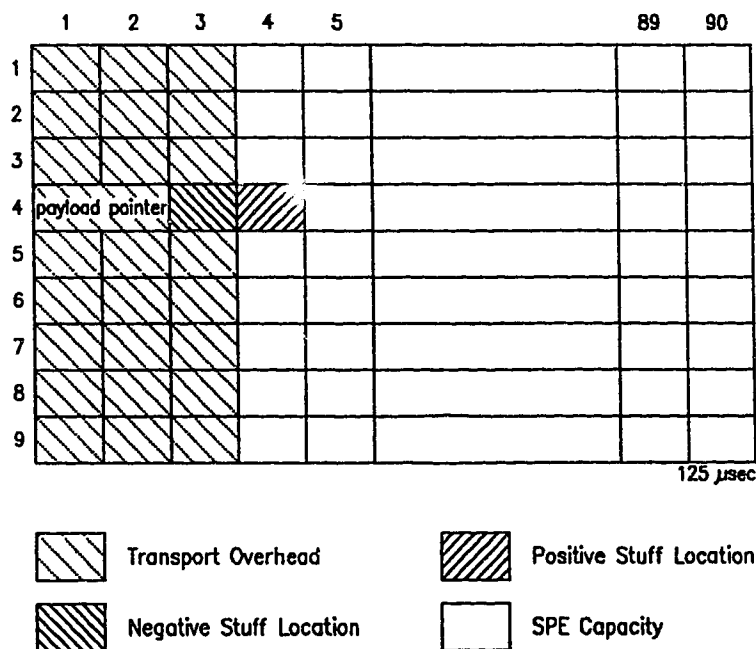 1 2 3 4 5 89 90
1
2
3
4 payload pointer
5
6
7
8
9
125 µsec
Transport Overhead Positive Stuff Location
Negative Stuff Location SPE Capacity